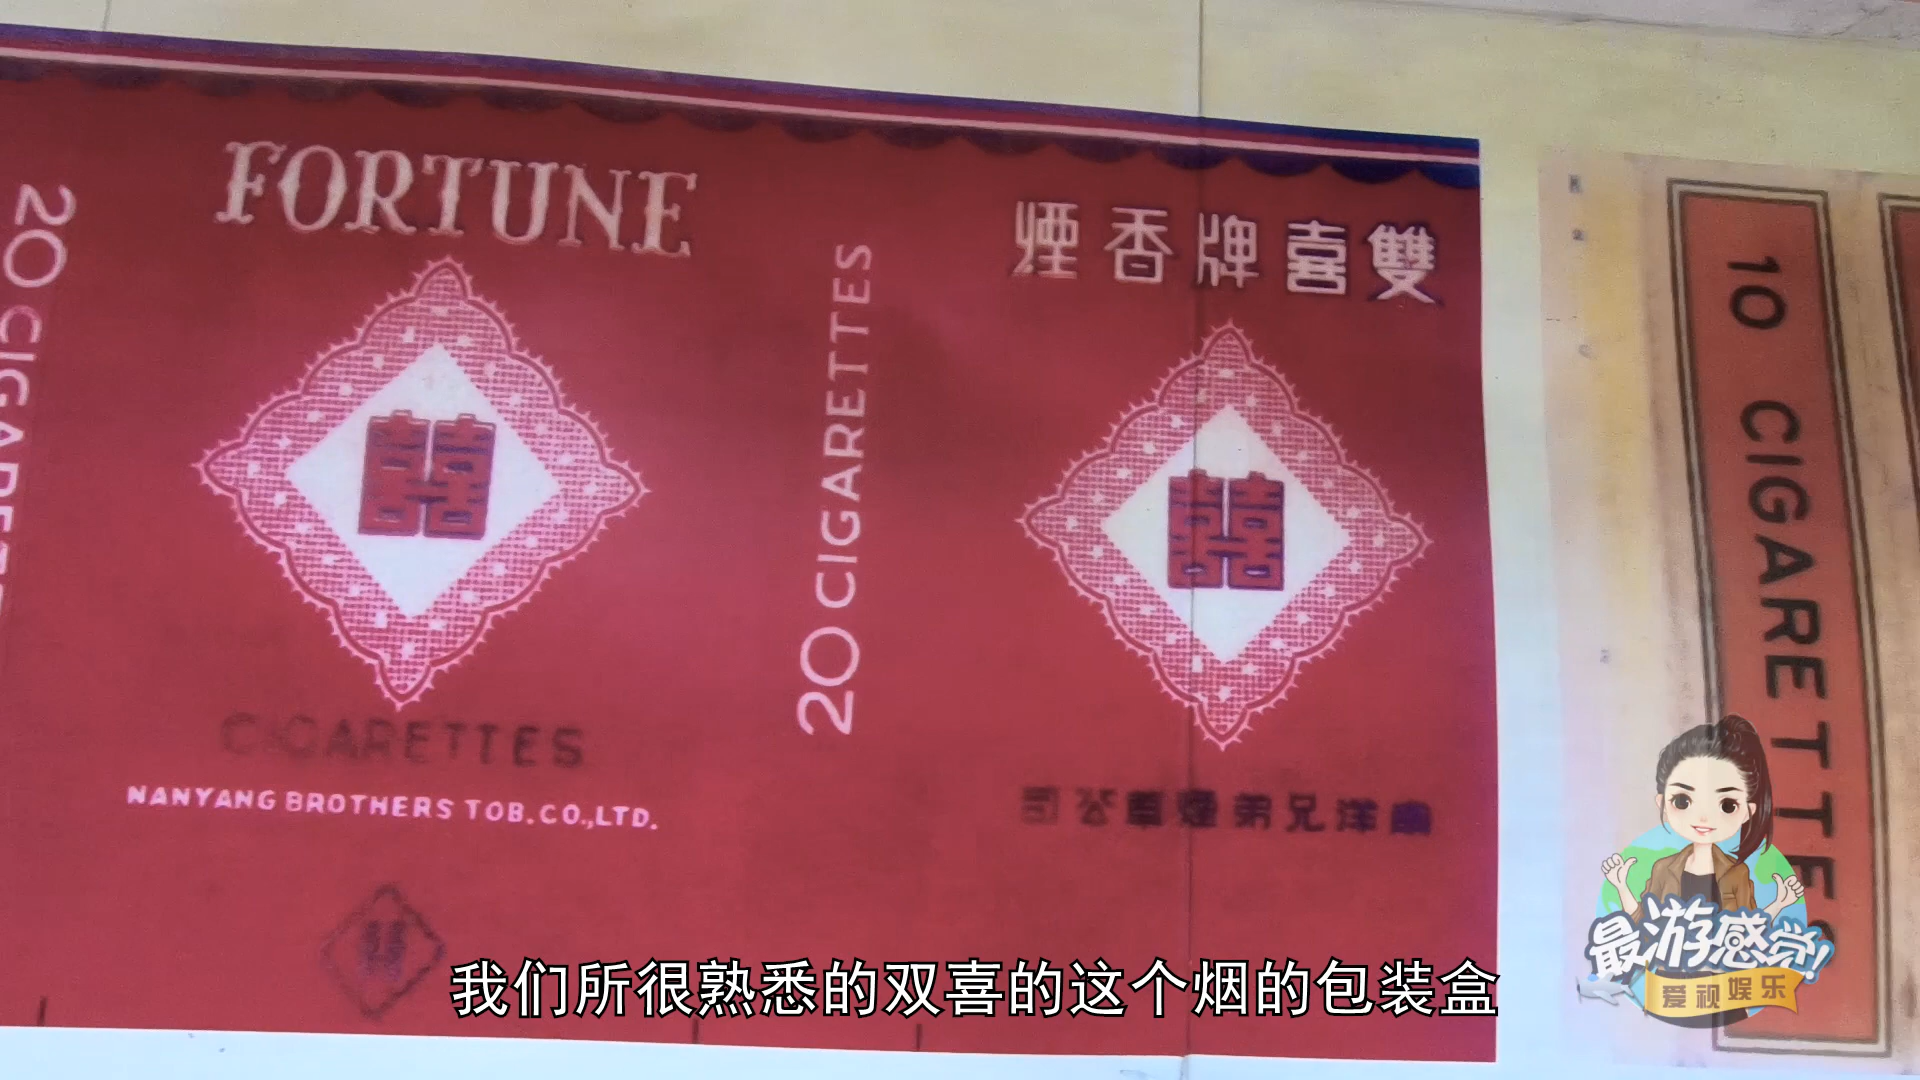 FORTUNE
20 CIGARETTES
囍
CIGARETTES
NANYANG BROTHERS TOB.CO.,LTD.
20 CIGARETTES
煙香牌喜雙
囍
司公草煙弟兄洋南
10 CIGARETTES
我们所很熟悉的双喜的这个烟的包装盒
最游感觉!
爱视娱乐